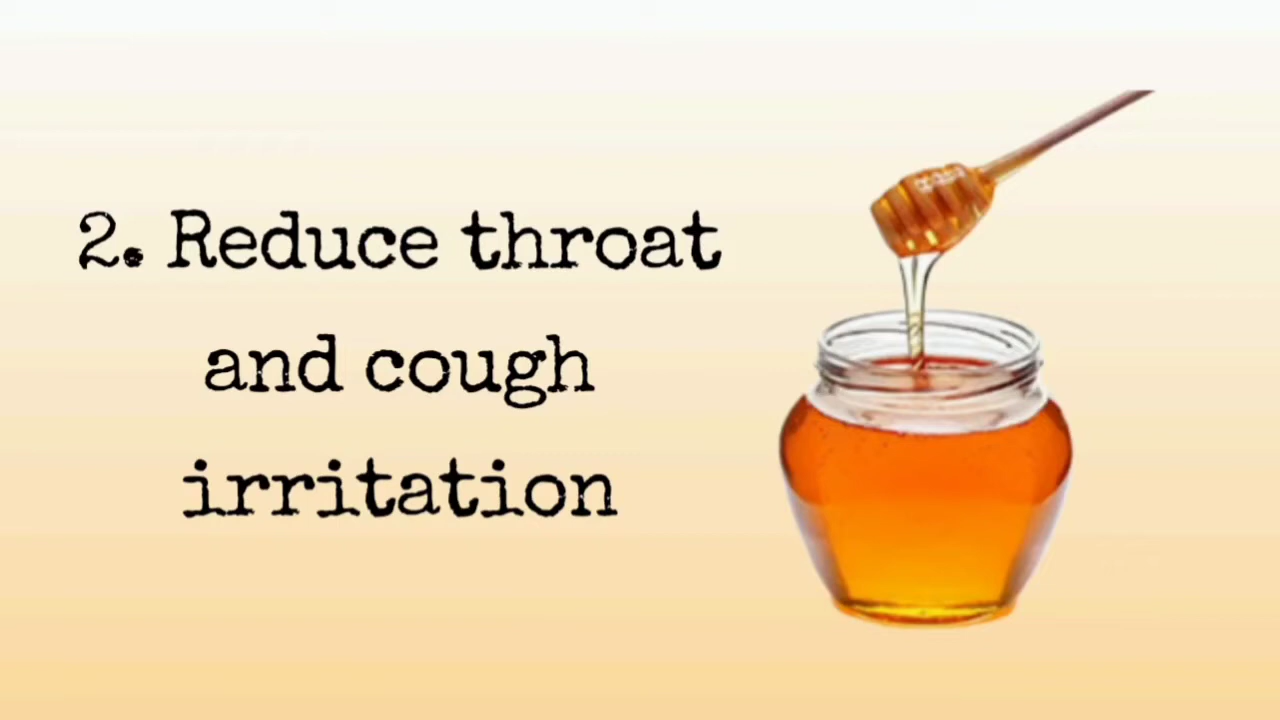 2. Reduce throat
and cough
irritation